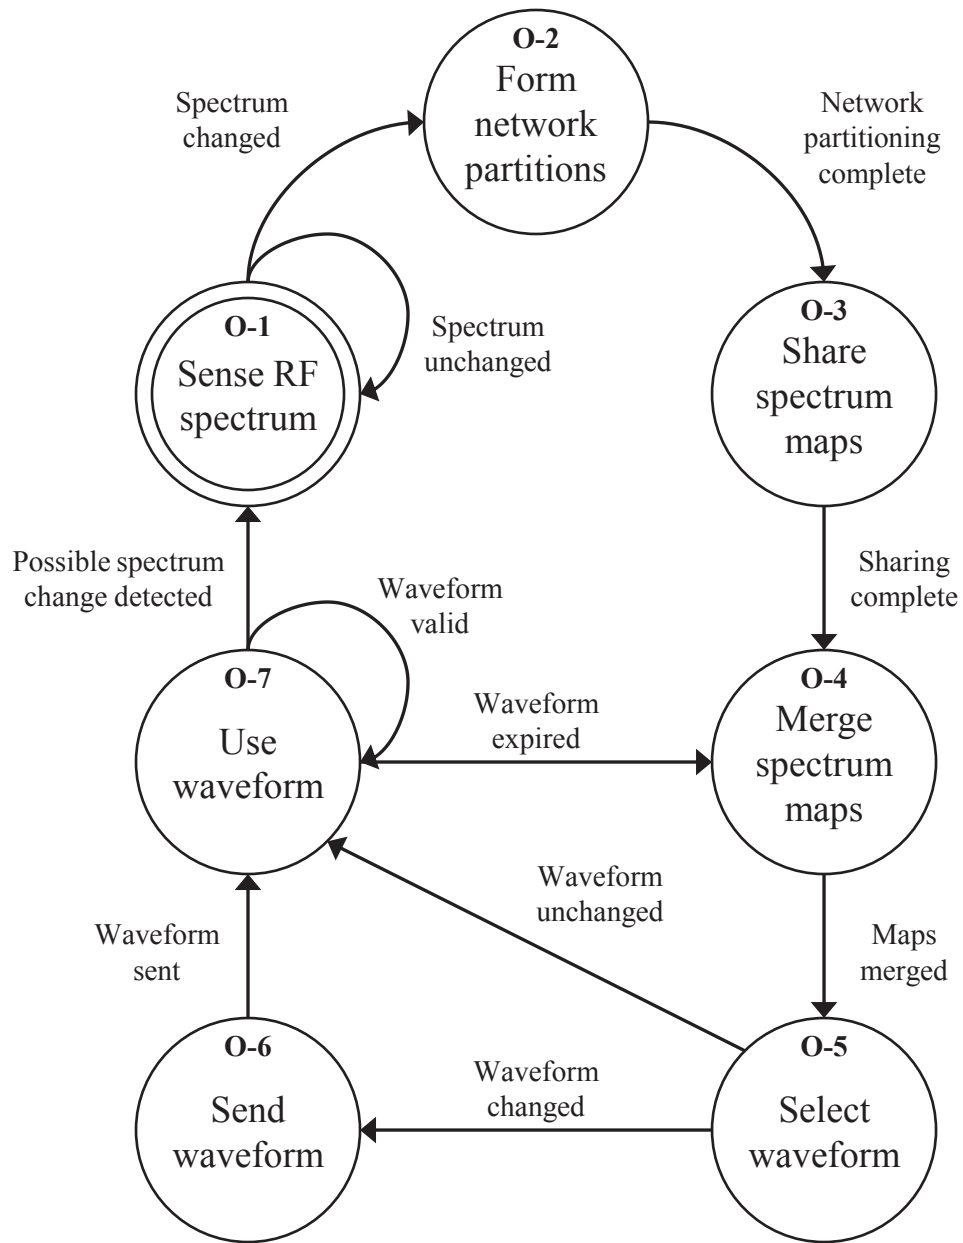 O-2
Form
network
partitions
Spectrum
changed
Network
partitioning
complete
O-1
Sense RF
spectrum
Spectrum
unchanged
O-3
Share
spectrum
maps
Possible spectrum
change detected
Waveform
valid
Sharing
complete
O-7
Use
waveform
Waveform
expired
O-4
Merge
spectrum
maps
Waveform
unchanged
Waveform
sent
Maps
merged
O-6
Send
waveform
Waveform
changed
O-5
Select
waveform